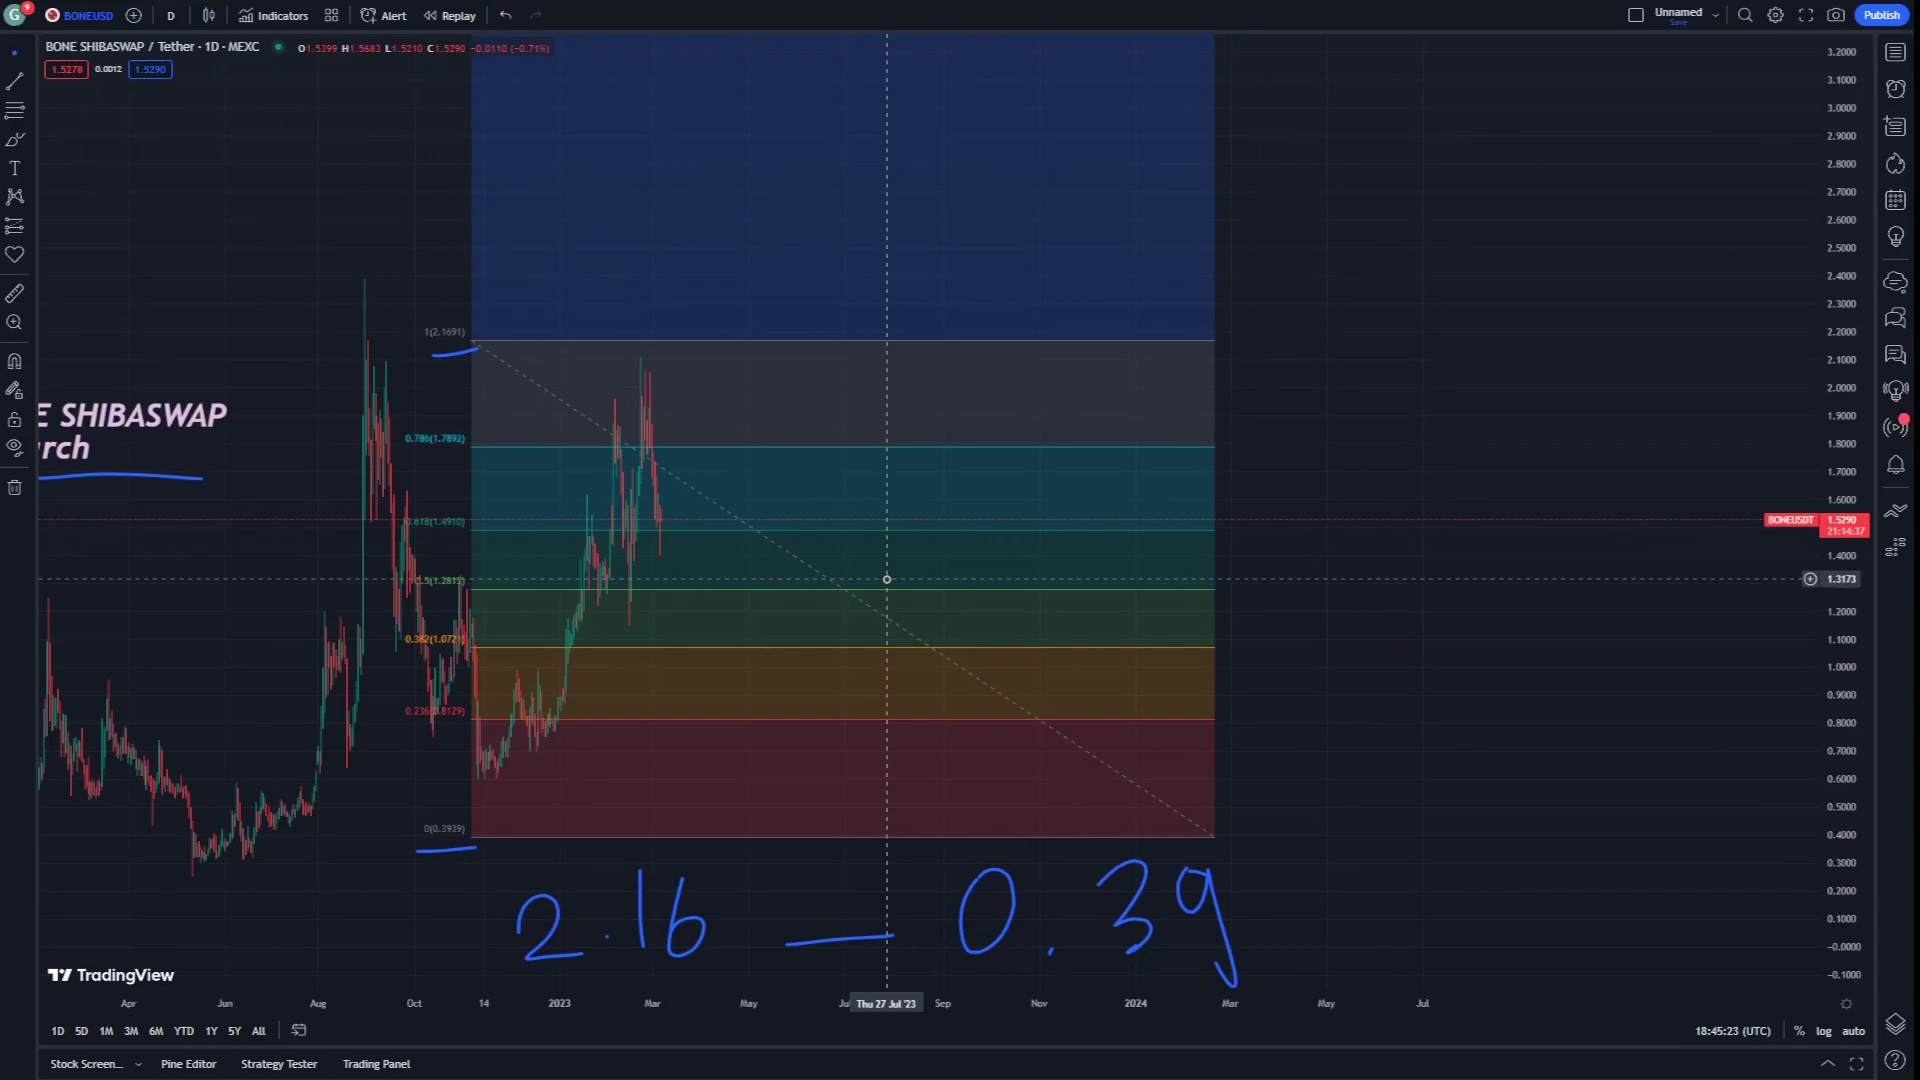 G 9 BONEUSD D Indicators Alert Replay Unnamed Save Publish
BONE SHIBASWAP / Tether · 1D · MEXC O1.5399 H1.5683 L1.5210 C1.5290 -0.0110 (-0.71%)
1.5278 0.0012 1.5290
3.2000
3.1000
3.0000
2.9000
2.8000
2.7000
2.6000
2.5000
2.4000
2.3000
1(2.1691) 2.2000
2.1000
2.0000
E SHIBASWAP 1.9000
0.786(1.7892) 1.8000
rch
1.7000
1.6000
0.618(1.4910) BONEUSDT 1.5290
21:14:37
1.4000
0.5(1.2815) 1.3173
1.2000
0.382(1.0721) 1.1000
1.0000
0.9000
0.236(0.8129) 0.8000
0.7000
0.6000
0.5000
0(0.3939) 0.4000
0.3000
0.2000
2.16 — 0.39 0.1000
-0.0000
TradingView -0.1000
Apr Jun Aug Oct 14 2023 Mar May Thu 27 Jul '23 Sep Nov 2024 Mar May Jul
1D 5D 1M 3M 6M YTD 1Y 5Y All 18:45:23 (UTC) % log auto
Stock Screen... Pine Editor Strategy Tester Trading Panel